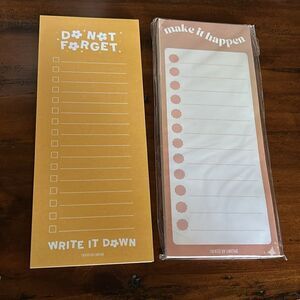 DO NOT
FORGET
WRITE IT DOWN
make it happen